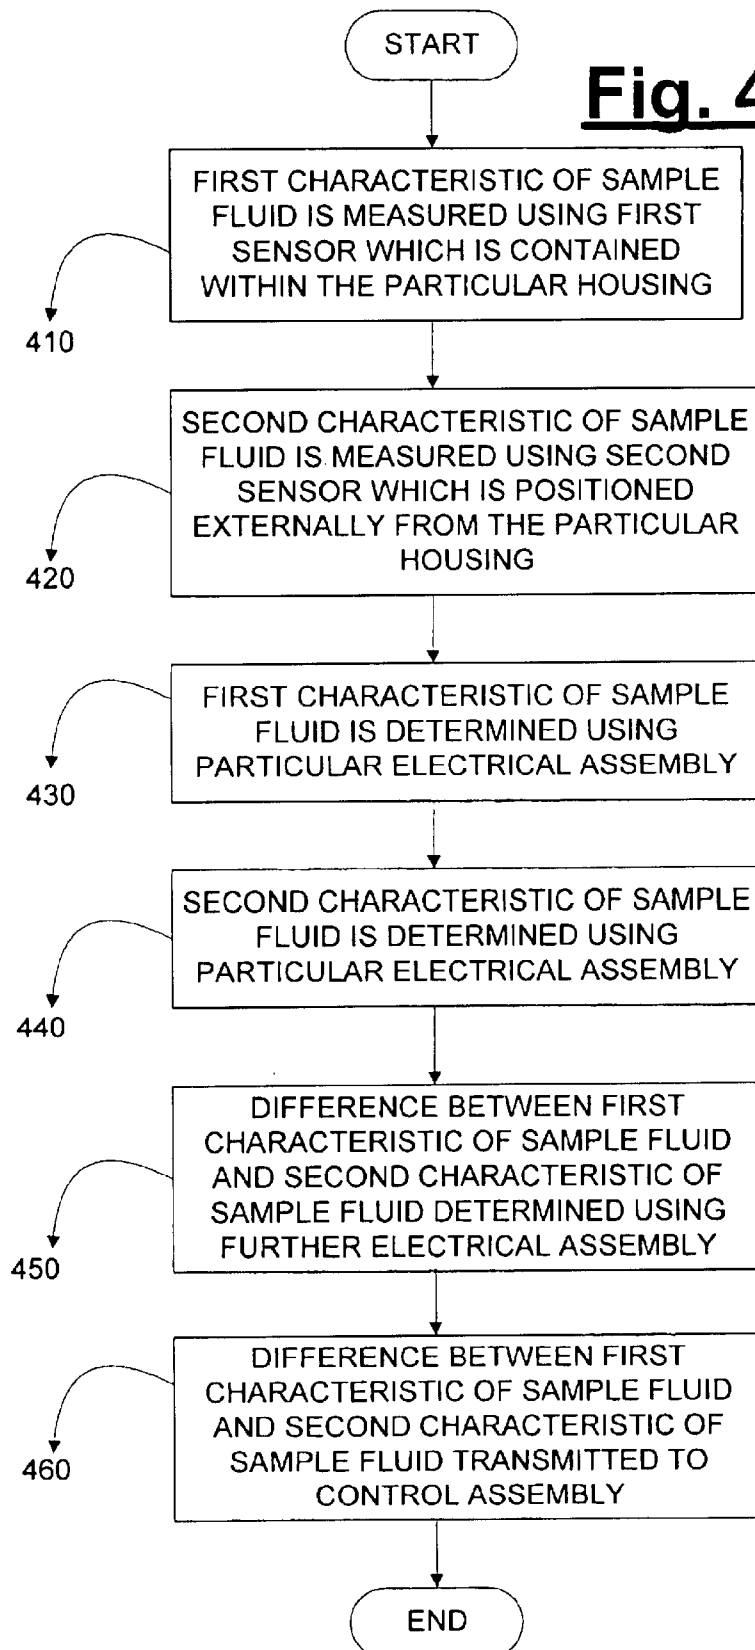 START
Fig. 4
FIRST CHARACTERISTIC OF SAMPLE
FLUID IS MEASURED USING FIRST
SENSOR WHICH IS CONTAINED
WITHIN THE PARTICULAR HOUSING
410
SECOND CHARACTERISTIC OF SAMPLE
FLUID IS MEASURED USING SECOND
SENSOR WHICH IS POSITIONED
EXTERNALLY FROM THE PARTICULAR
HOUSING
420
FIRST CHARACTERISTIC OF SAMPLE
FLUID IS DETERMINED USING
PARTICULAR ELECTRICAL ASSEMBLY
430
SECOND CHARACTERISTIC OF SAMPLE
FLUID IS DETERMINED USING
PARTICULAR ELECTRICAL ASSEMBLY
440
DIFFERENCE BETWEEN FIRST
CHARACTERISTIC OF SAMPLE FLUID
AND SECOND CHARACTERISTIC OF
SAMPLE FLUID DETERMINED USING
FURTHER ELECTRICAL ASSEMBLY
450
DIFFERENCE BETWEEN FIRST
CHARACTERISTIC OF SAMPLE FLUID
AND SECOND CHARACTERISTIC OF
SAMPLE FLUID TRANSMITTED TO
CONTROL ASSEMBLY
460
END